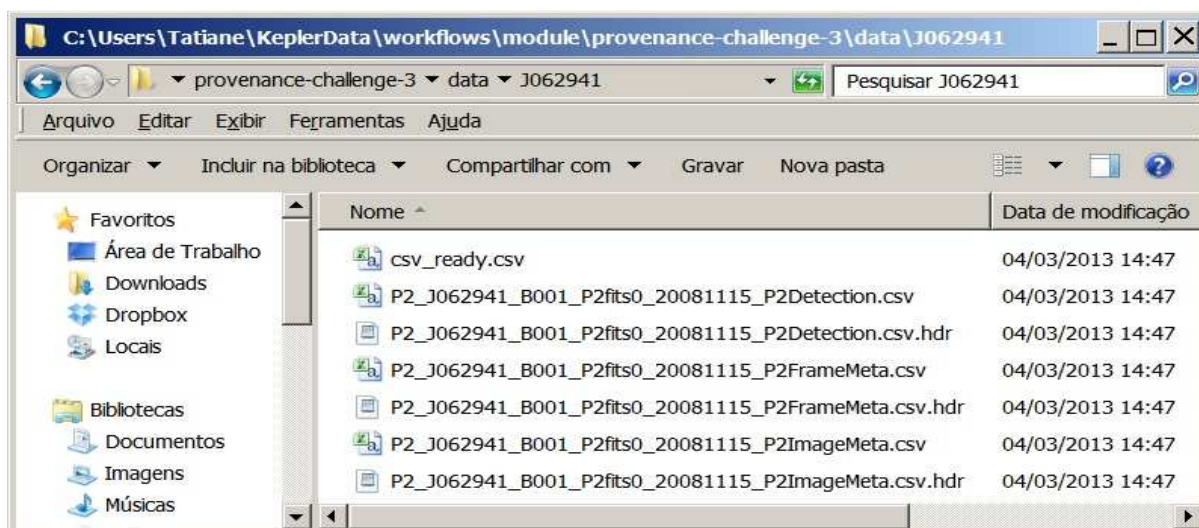 C:\Users\Tatiane\KeplerData\workflows\module\provenance-challenge-3\data\J062941
provenance-challenge-3 data J062941 Pesquisar J062941
Arquivo Editar Exibir Ferramentas Ajuda
Organizar Incluir na biblioteca Compartilhar com Gravar Nova pasta
Favoritos
Área de Trabalho
Downloads
Dropbox
Locais
Bibliotecas
Documentos
Imagens
Músicas
Nome Data de modificação
csv_ready.csv 04/03/2013 14:47
P2_J062941_B001_P2fits0_20081115_P2Detection.csv 04/03/2013 14:47
P2_J062941_B001_P2fits0_20081115_P2Detection.csv.hdr 04/03/2013 14:47
P2_J062941_B001_P2fits0_20081115_P2FrameMeta.csv 04/03/2013 14:47
P2_J062941_B001_P2fits0_20081115_P2FrameMeta.csv.hdr 04/03/2013 14:47
P2_J062941_B001_P2fits0_20081115_P2ImageMeta.csv 04/03/2013 14:47
P2_J062941_B001_P2fits0_20081115_P2ImageMeta.csv.hdr 04/03/2013 14:47